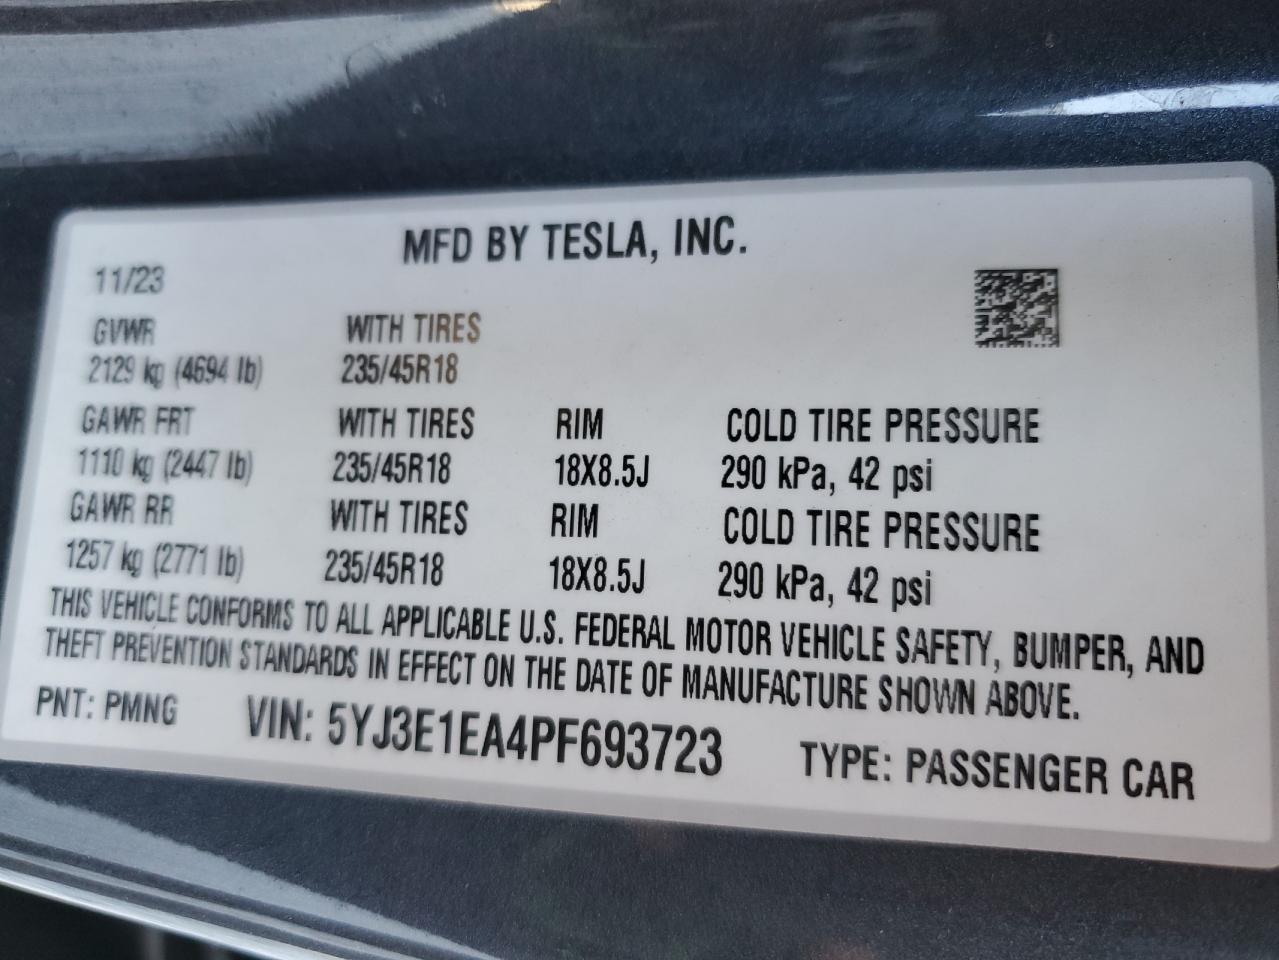 MFD BY TESLA, INC.
11/23
GVWR WITH TIRES
2129 kg (4694 lb) 235/45R18
GAWR FRT WITH TIRES RIM COLD TIRE PRESSURE
1110 kg (2447 lb) 235/45R18 18X8.5J 290 kPa, 42 psi
GAWR RR WITH TIRES RIM COLD TIRE PRESSURE
1257 kg (2771 lb) 235/45R18 18X8.5J 290 kPa, 42 psi
THIS VEHICLE CONFORMS TO ALL APPLICABLE U.S. FEDERAL MOTOR VEHICLE SAFETY, BUMPER, AND
THEFT PREVENTION STANDARDS IN EFFECT ON THE DATE OF MANUFACTURE SHOWN ABOVE.
PNT: PMNG VIN: 5YJ3E1EA4PF693723 TYPE: PASSENGER CAR